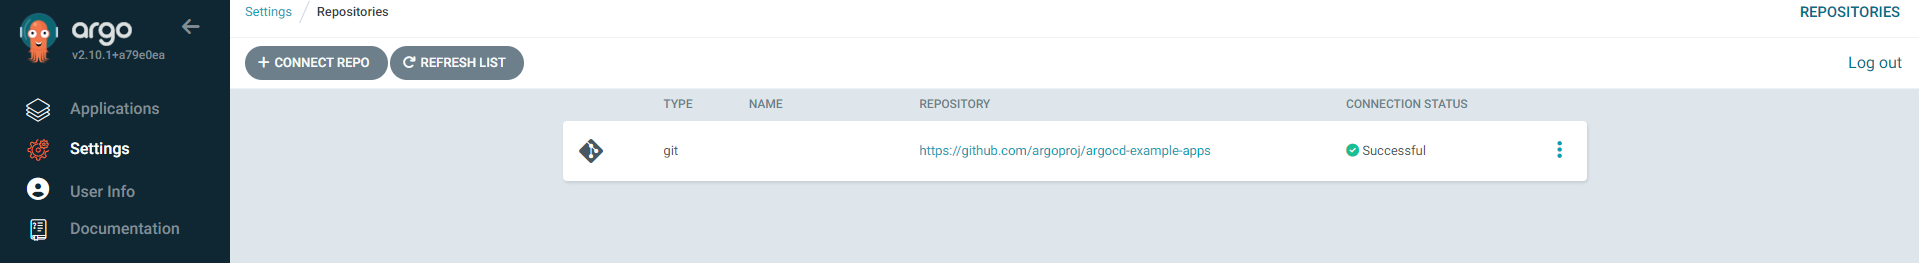 argo
v2.10.1+a79e0ea
Applications
Settings
User Info
Documentation
Settings / Repositories
REPOSITORIES
CONNECT REPO REFRESH LIST
Log out
TYPE NAME REPOSITORY CONNECTION STATUS
git https://github.com/argoproj/argocd-example-apps Successful